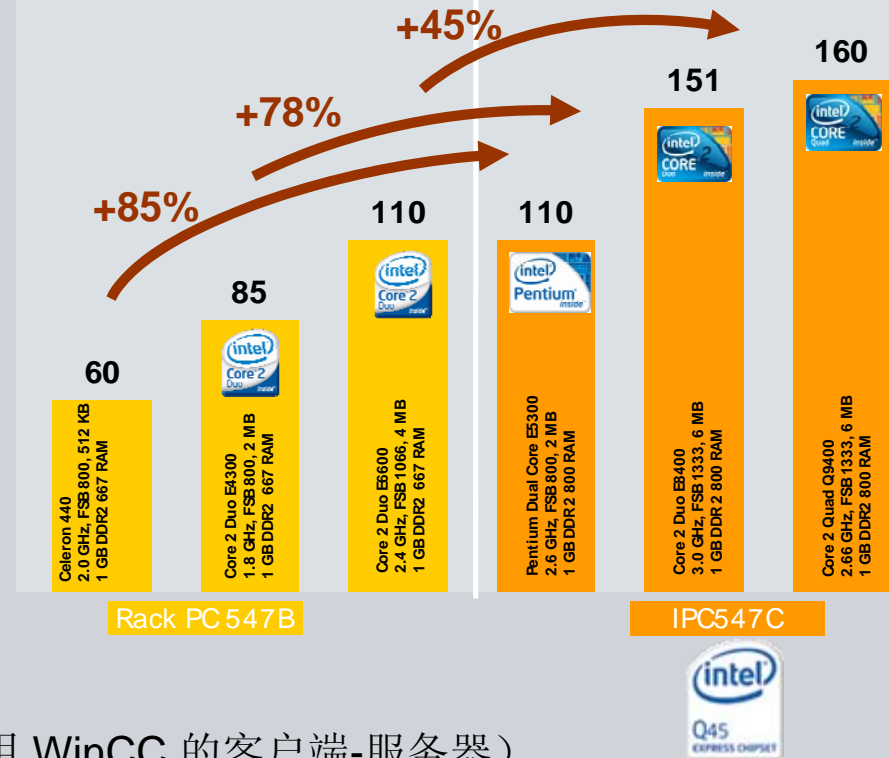 +45%
160
151
+78%
+85%
110
110
85
60
intel
CORE 2
Quad inside
intel
CORE 2
Duo inside
intel
Core 2
Duo inside
intel
Pentium
inside
intel
Core 2
Duo inside
Celeron 440
2.0 GHz, FSB 800, 512 KB
1 GB DDR2 667 RAM
Core 2 Duo E4300
1.8 GHz, FSB 800, 2 MB
1 GB DDR2 667 RAM
Core 2 Duo E6600
2.4 GHz, FSB 1066, 4 MB
1 GB DDR2 667 RAM
Pentium Dual Core E5300
2.6 GHz, FSB 800, 2 MB
1 GB DDR2 800 RAM
Core 2 Duo E8400
3.0 GHz, FSB 1333, 6 MB
1 GB DDR2 800 RAM
Core 2 Quad Q9400
2.66 GHz, FSB 1333, 6 MB
1 GB DDR2 800 RAM
Rack PC 547B
IPC547C
intel
Q45
EXPRESS CHIPSET
WinCC 的客户端-服务器）